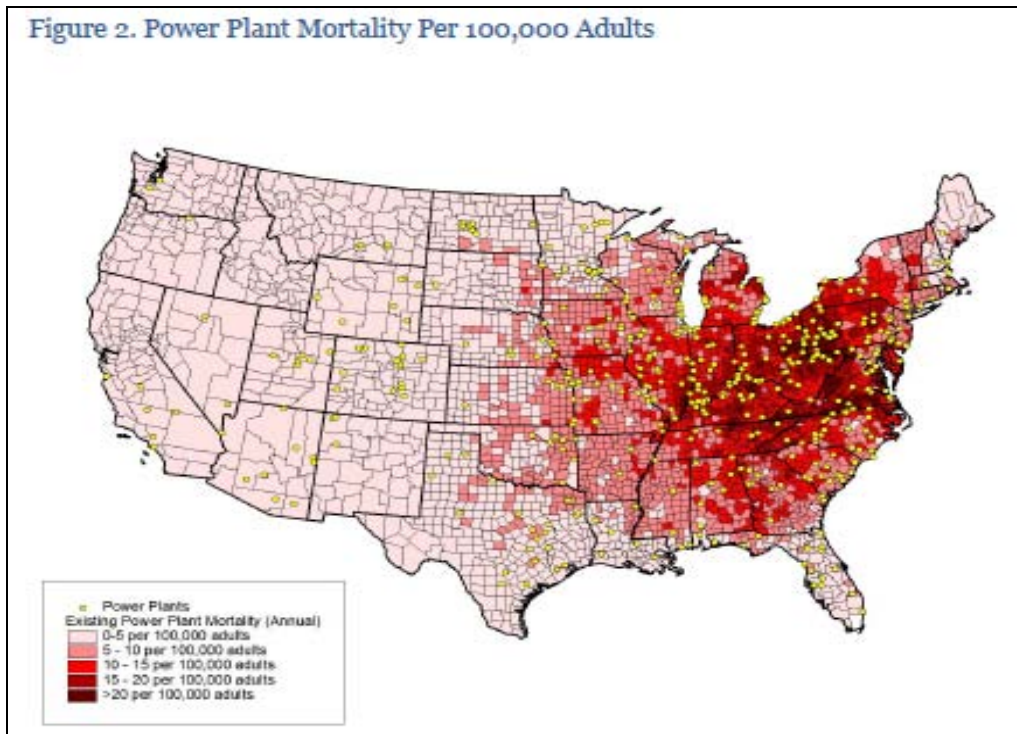 Figure 2. Power Plant Mortality Per 100,000 Adults
Power Plants
Existing Power Plant Mortality (Annual)
0-5 per 100,000 adults
5 - 10 per 100,000 adults
10 - 15 per 100,000 adults
15 - 20 per 100,000 adults
>20 per 100,000 adults